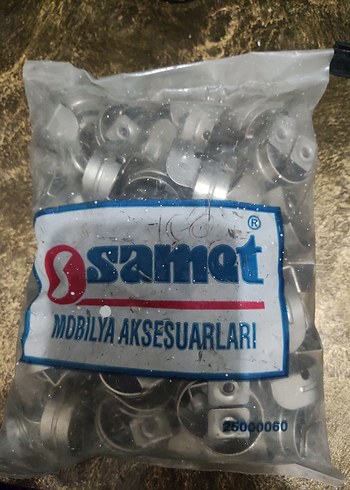 samet ®
MOBİLYA AKSESUARLARI
25000060